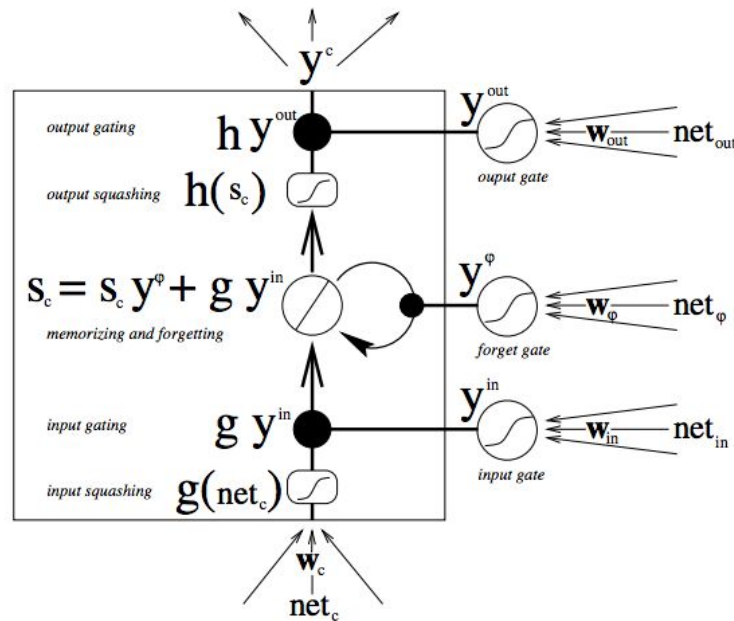 y^c
output gating
h y^out
y^out
w_out
net_out
ouput gate
output squashing
h(s_c)
s_c = s_c y^φ + g y^in
memorizing and forgetting
y^φ
w_φ
net_φ
forget gate
input gating
g y^in
y^in
w_in
net_in
input gate
input squashing
g(net_c)
w_c
net_c